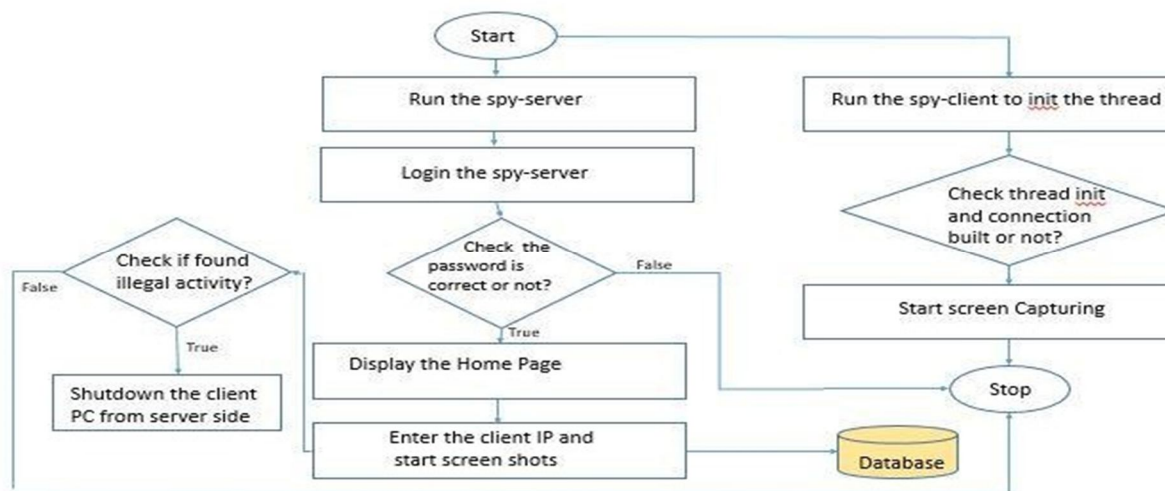 Start
Run the spy-server
Run the spy-client to init the thread
Login the spy-server
Check thread init
and connection
built or not?
Check the
password is
correct or not?
Check if found
illegal activity?
False
False
True
True
Start screen Capturing
Display the Home Page
Shutdown the client
PC from server side
Stop
Enter the client IP and
start screen shots
Database